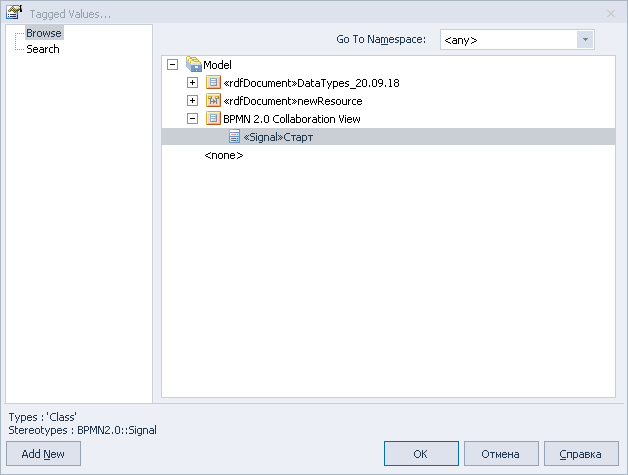 Tagged Values...
Browse
Search
Go To Namespace:
<any>
Model
«rdfDocument»DataTypes_20.09.18
«rdfDocument»newResource
BPMN 2.0 Collaboration View
«Signal»Старт
<none>
Types : 'Class'
Stereotypes : BPMN2.0::Signal
Add New
OK
Отмена
Справка